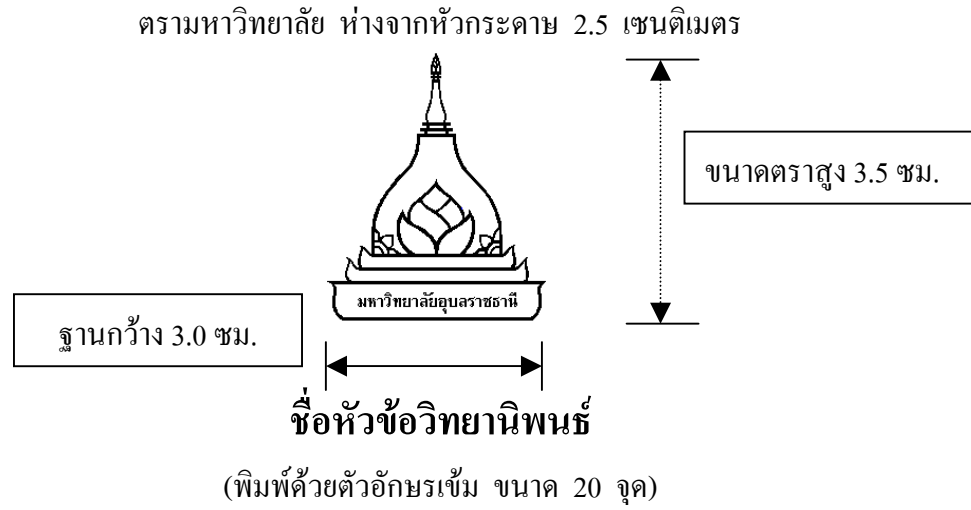 ตรามหาวิทยาลัย ห่างจากหัวกระดาษ 2.5 เซนติเมตร
ขนาดตราสูง 3.5 ซม.
มหาวิทยาลัยอุบลราชธานี
ฐานกว้าง 3.0 ซม.
ชื่อหัวข้อวิทยานิพนธ์
(พิมพ์ด้วยตัวอักษรเข้ม ขนาด 20 จุด)